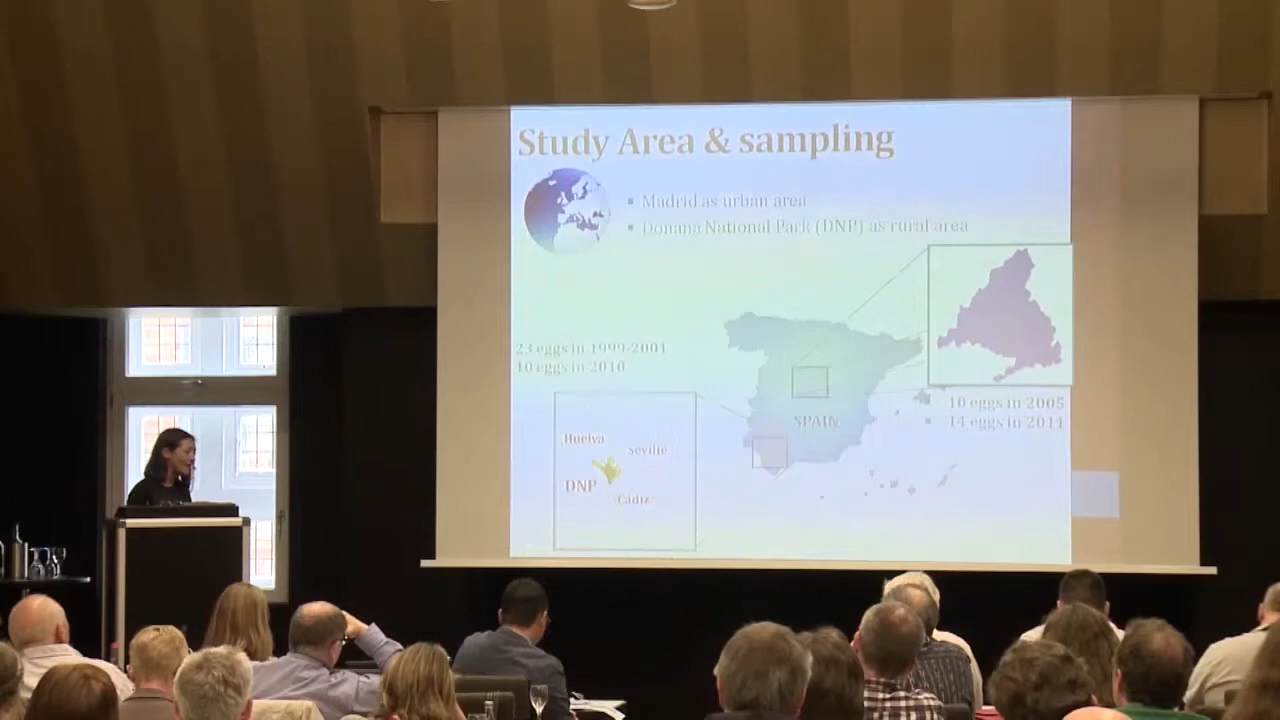 Study Area & sampling
Madrid as urban area
Donana National Park (DNP) as rural area
23 eggs in 1999-2001
10 eggs in 2010
10 eggs in 2005
14 eggs in 2011
SPAIN
Huelva
Seville
DNP
Cádiz